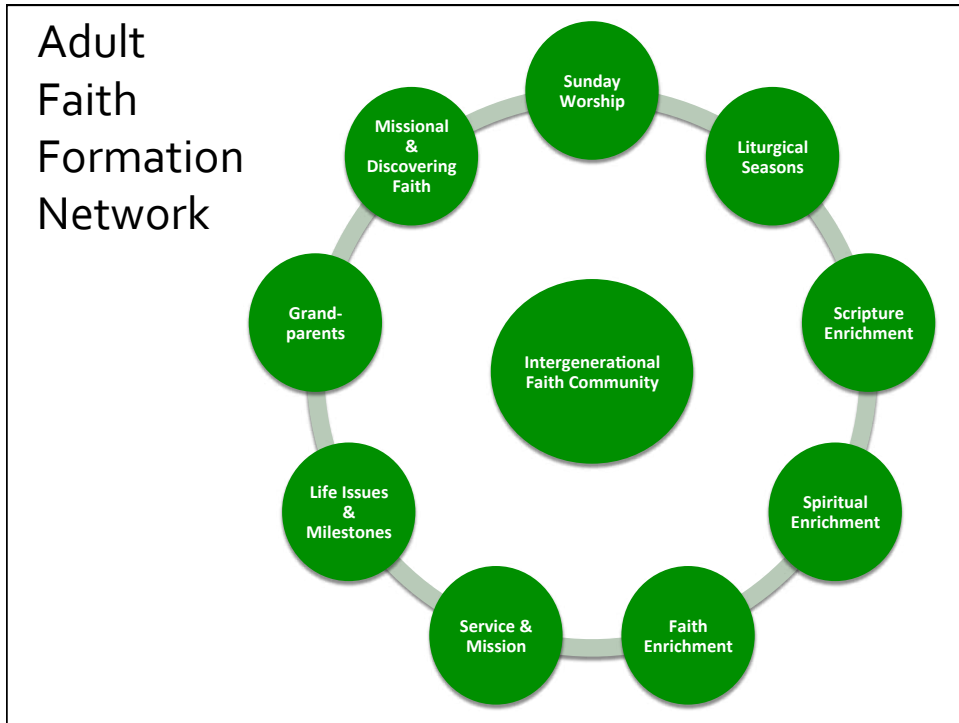 Adult
Faith
Formation
Network
Sunday
Worship
Liturgical
Seasons
Scripture
Enrichment
Spiritual
Enrichment
Faith
Enrichment
Service &
Mission
Life Issues
&
Milestones
Grand-
parents
Missional
&
Discovering
Faith
Intergenerational
Faith Community